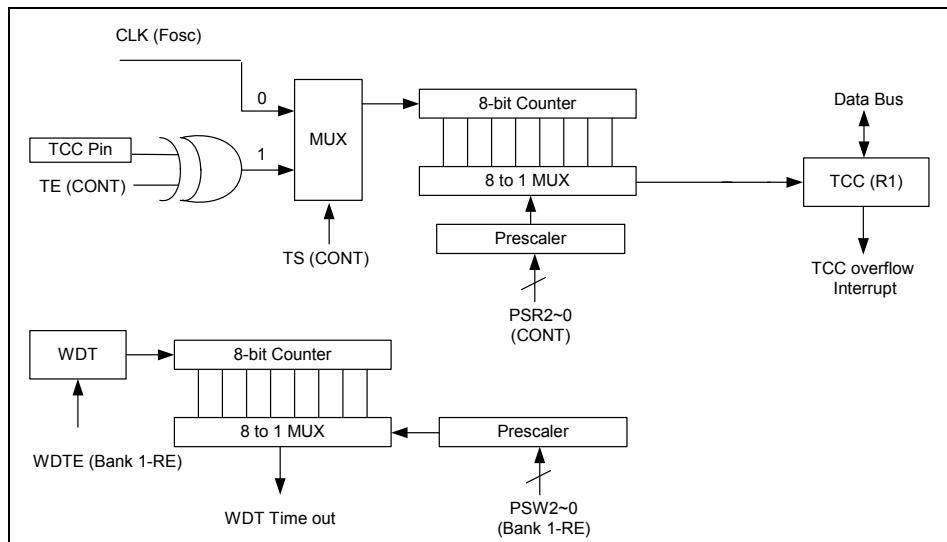 CLK (Fosc)
0
TCC Pin
TE (CONT)
1
MUX
TS (CONT)
8-bit Counter
8 to 1 MUX
Prescaler
PSR2~0
(CONT)
Data Bus
TCC (R1)
TCC overflow
Interrupt
WDT
WDTE (Bank 1-RE)
8-bit Counter
8 to 1 MUX
WDT Time out
Prescaler
PSW2~0
(Bank 1-RE)